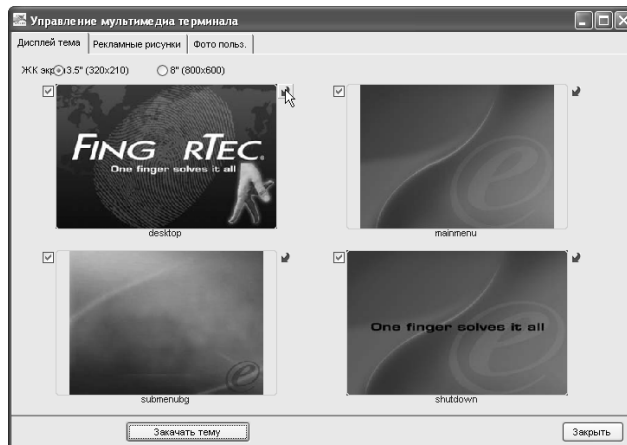 Управление мультимедиа терминала
Дисплей тема
Рекламные рисунки
Фото польз.
ЖК экр 3.5" (320x210)
8" (800x600)
FING RTEC.
One finger solves it all
desktop
mainmenu
One finger solves it all
submenubg
shutdown
Закачать тему
Закрыть